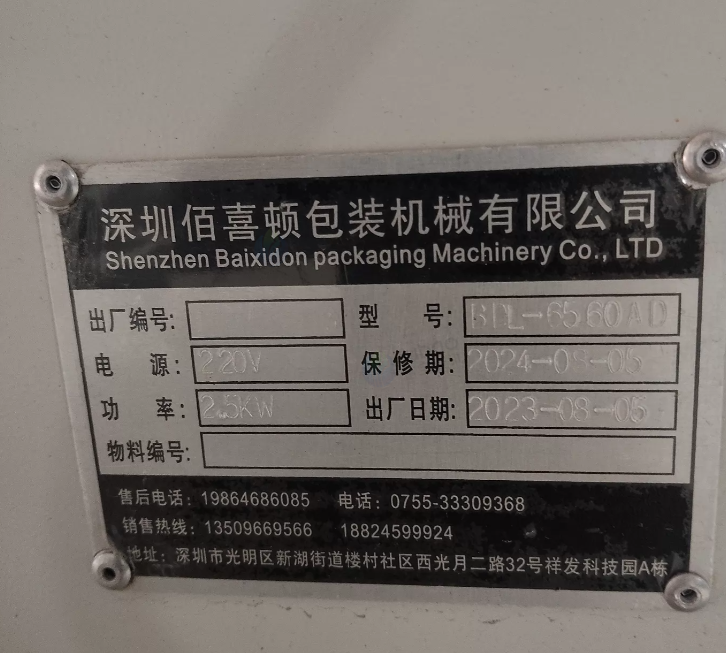 深圳佰喜顿包装机械有限公司
Shenzhen Baixidon packaging Machinery Co., LTD
出厂编号: 型 号: BDL-6560AD
电 源: 220V 保修期: 2024-08-05
功 率: 2.5KW 出厂日期: 2023-08-05
物料编号:
售后电话: 19864686085 电话: 0755-33309368
销售热线: 13509669566 18824599924
地址: 深圳市光明区新湖街道楼村社区西光月二路32号祥发科技园A栋